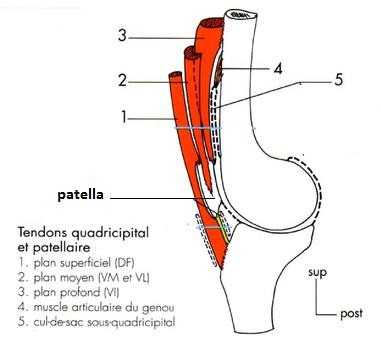 3
2
4
5
1
patella
Tendons quadricipital
et patellaire
1. plan superficiel (DF)
2. plan moyen (VM et VL)
3. plan profond (VI)
4. muscle articulaire du genou
5. cul-de-sac sous-quadricipital
sup
post